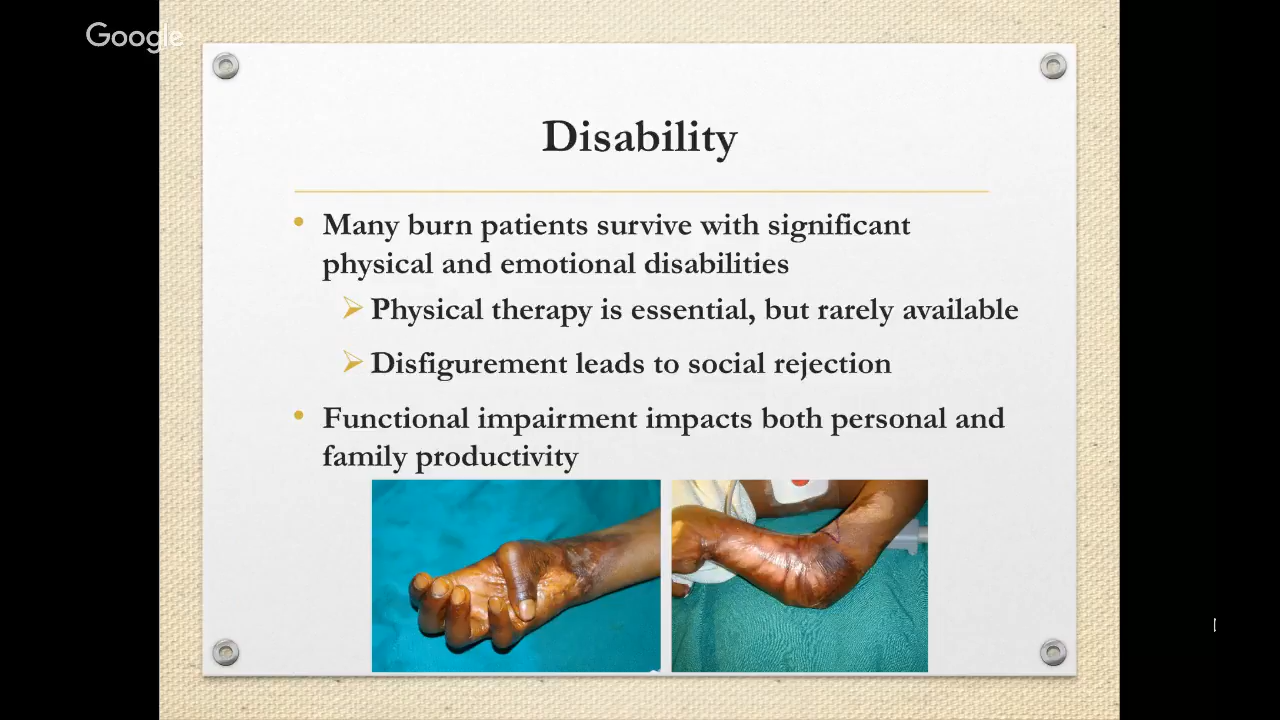 Google
Disability
Many burn patients survive with significant
physical and emotional disabilities
Physical therapy is essential, but rarely available
Disfigurement leads to social rejection
Functional impairment impacts both personal and
family productivity